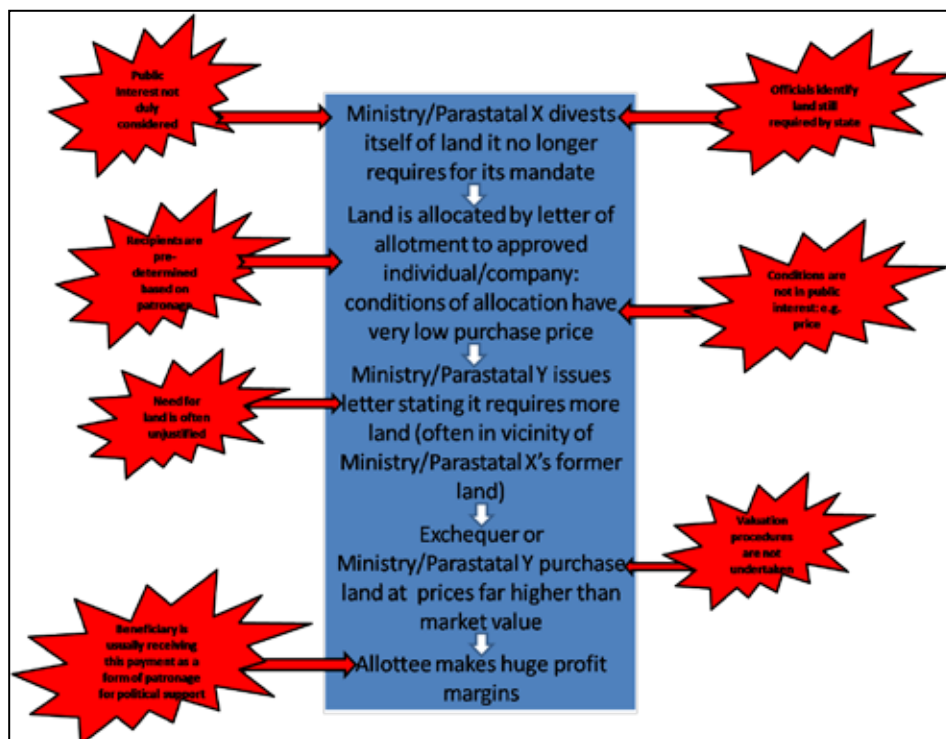 Public
interest not
duly
considered
Officials identify
land still
required by state
Ministry/Parastatal X divests
itself of land it no longer
requires for its mandate
Recipients are
pre-
determined
based on
patronage
Land is allocated by letter of
allotment to approved
individual/company:
conditions of allocation have
very low purchase price
Conditions are
not in public
interest: e.g.
price
Need for
land is often
unjustified
Ministry/Parastatal Y issues
letter stating it requires more
land (often in vicinity of
Ministry/Parastatal X's former
land)
Valuation
procedures
are not
undertaken
Exchequer or
Ministry/Parastatal Y purchase
land at prices far higher than
market value
Beneficiary is
usually receiving
this payment as a
form of patronage
for political support
Allottee makes huge profit
margins